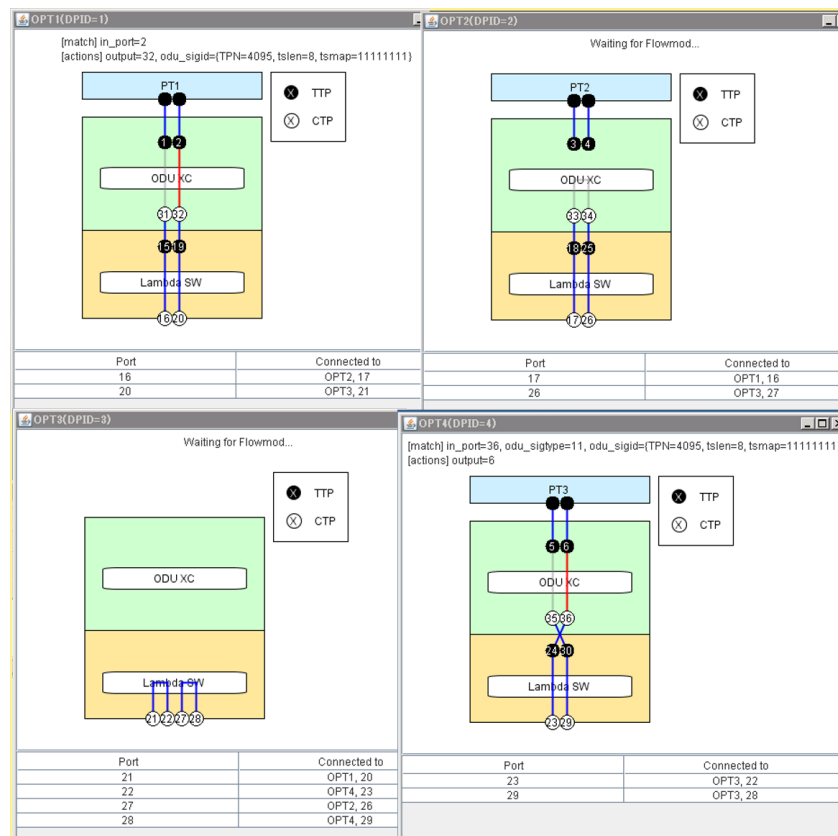 OPT1(DPID=1)
[match] in_port=2
[actions] output=32, odu_sigid={TPN=4095, tslen=8, tsmap=11111111}
PT1
X TTP
X CTP
1 2
ODU XC
31 32
15 19
Lambda SW
16 20
Port Connected to
16 OPT2, 17
20 OPT3, 21
OPT2(DPID=2)
Waiting for Flowmod...
PT2
X TTP
X CTP
3 4
ODU XC
33 34
18 25
Lambda SW
17 26
Port Connected to
17 OPT1, 16
26 OPT3, 27
OPT3(DPID=3)
Waiting for Flowmod...
X TTP
X CTP
ODU XC
Lambda SW
21 22 27 28
Port Connected to
21 OPT1, 20
22 OPT4, 23
27 OPT2, 26
28 OPT4, 29
OPT4(DPID=4)
[match] in_port=36, odu_sigtype=11, odu_sigid={TPN=4095, tslen=8, tsmap=11111111
[actions] output=6
PT3
X TTP
X CTP
5 6
ODU XC
35 36
24 30
Lambda SW
23 29
Port Connected to
23 OPT3, 22
29 OPT3, 28